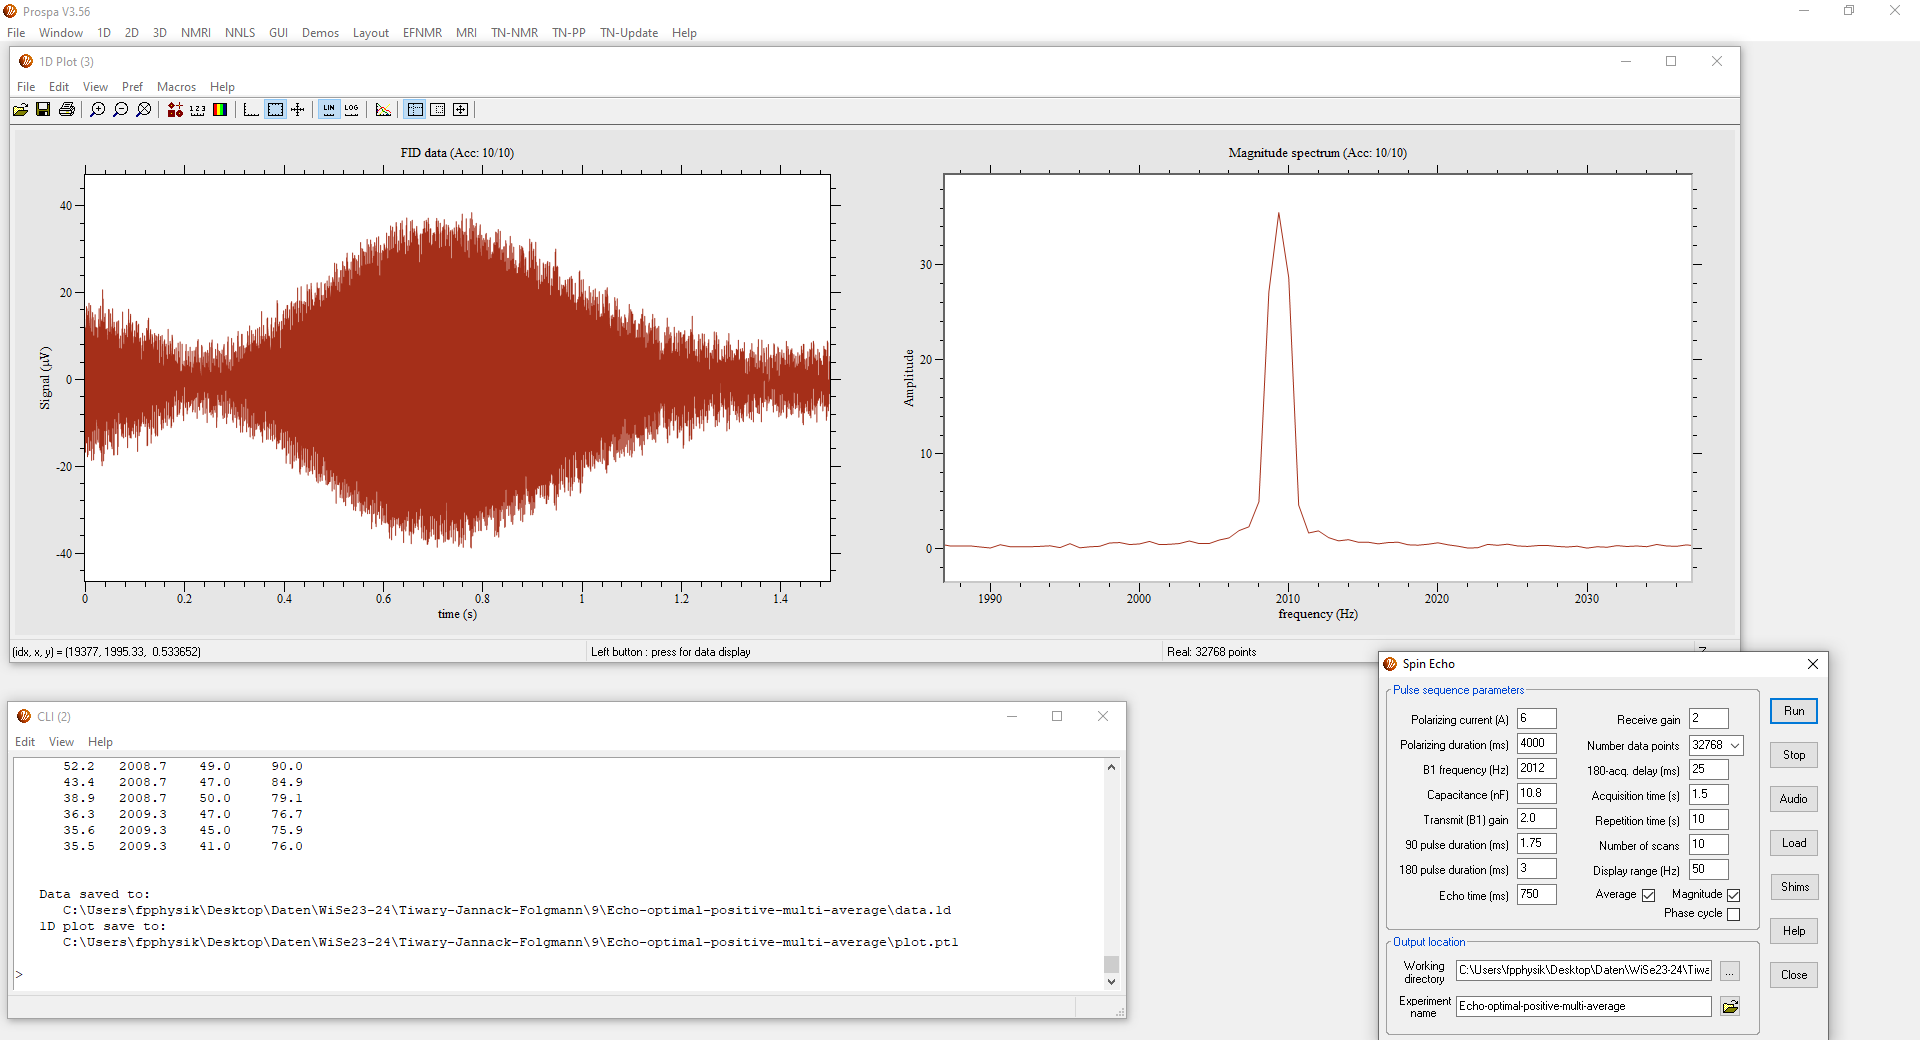 Prospa V3.56
File Window 1D 2D 3D NMRI NNLS GUI Demos Layout EFNMR MRI TN-NMR TN-PP TN-Update Help
1D Plot (3)
File Edit View Pref Macros Help
1 2 3 LIN LOG
FID data (Acc: 10/10)
Signal (µV)
40
20
0
-20
-40
0 0.2 0.4 0.6 0.8 1 1.2 1.4
time (s)
Magnitude spectrum (Acc: 10/10)
Amplitude
30
20
10
0
1990 2000 2010 2020 2030
frequency (Hz)
(idx, x, y) = (19377, 1995.33, 0.533652) Left button : press for data display Real: 32768 points
CLI (2)
Edit View Help
52.2 2008.7 49.0 90.0
43.4 2008.7 47.0 84.9
38.9 2008.7 50.0 79.1
36.3 2009.3 47.0 76.7
35.6 2009.3 45.0 75.9
35.5 2009.3 41.0 76.0
Data saved to:
C:\Users\fpphysik\Desktop\Daten\WiSe23-24\Tiwary-Jannack-Folgmann\9\Echo-optimal-positive-multi-average\data.1d
1D plot save to:
C:\Users\fpphysik\Desktop\Daten\WiSe23-24\Tiwary-Jannack-Folgmann\9\Echo-optimal-positive-multi-average\plot.pt1
>
Spin Echo
Pulse sequence parameters
Polarizing current (A) 6
Polarizing duration (ms) 4000
B1 frequency (Hz) 2012
Capacitance (nF) 10.8
Transmit (B1) gain 2.0
90 pulse duration (ms) 1.75
180 pulse duration (ms) 3
Echo time (ms) 750
Receive gain 2
Number data points 32768
180-acq. delay (ms) 25
Acquisition time (s) 1.5
Repetition time (s) 10
Number of scans 10
Display range (Hz) 50
Average Magnitude
Phase cycle
Output location
Working directory C:\Users\fpphysik\Desktop\Daten\WiSe23-24\Tiwa
...
Experiment name Echo-optimal-positive-multi-average
Run
Stop
Audio
Load
Shims
Help
Close